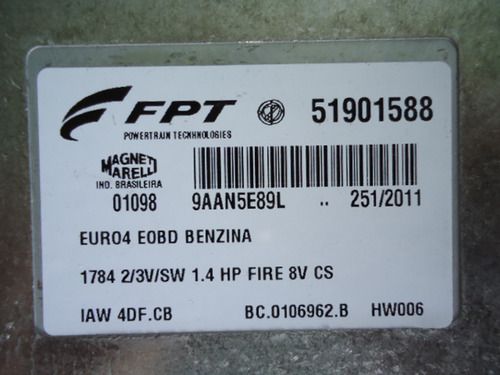 FPT 51901588
POWERTRAIN TECKHNOLOGIES
MAGNETI
MARELLI
IND. BRASILEIRA
01098 9AAN5E89L .. 251/2011
EURO4 EOBD BENZINA
1784 2/3V/SW 1.4 HP FIRE 8V CS
IAW 4DF.CB BC.0106962.B HW006